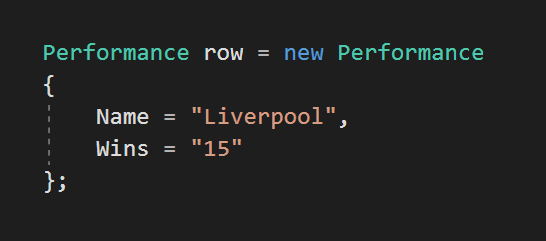 Performance row = new Performance
{
    Name = "Liverpool",
    Wins = "15"
};